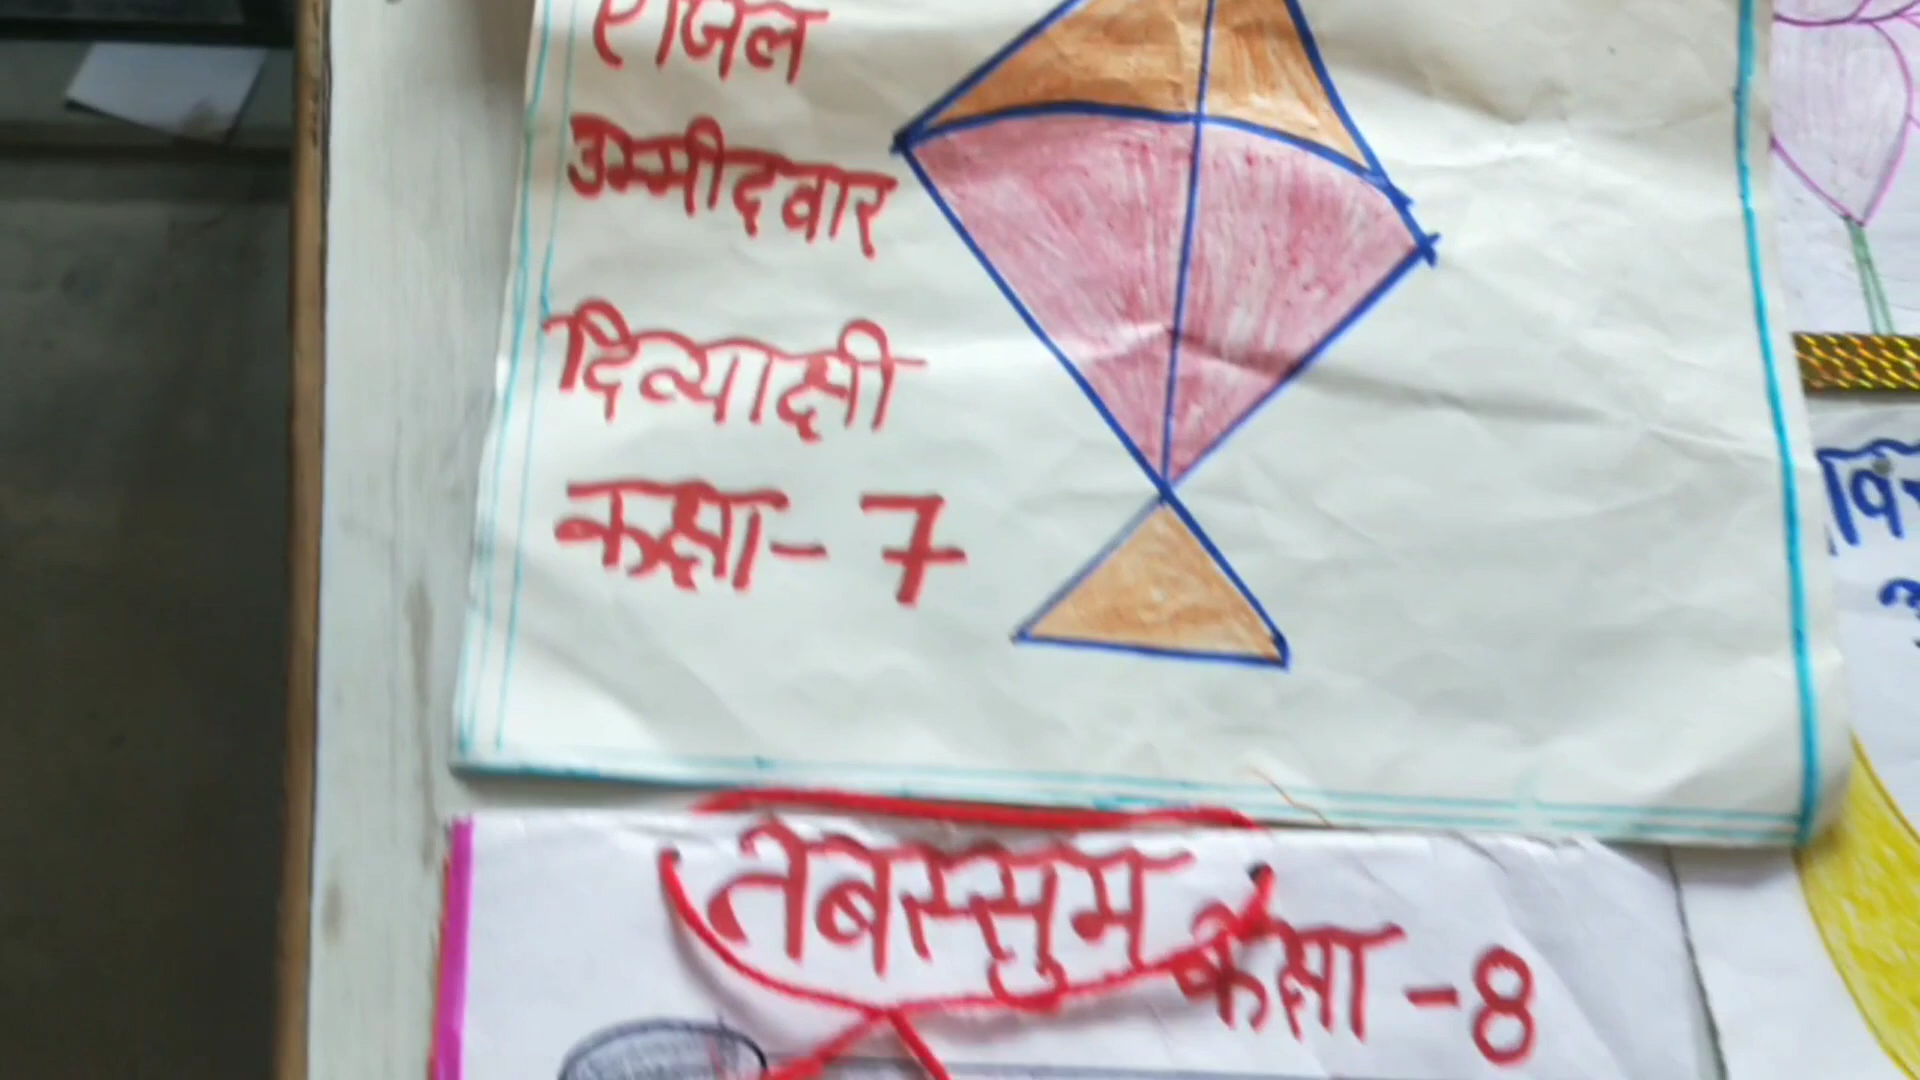 एंजिल
उम्मीदवार
दिव्याक्षी
कक्षा - 7
तबस्सुम कक्षा - 8